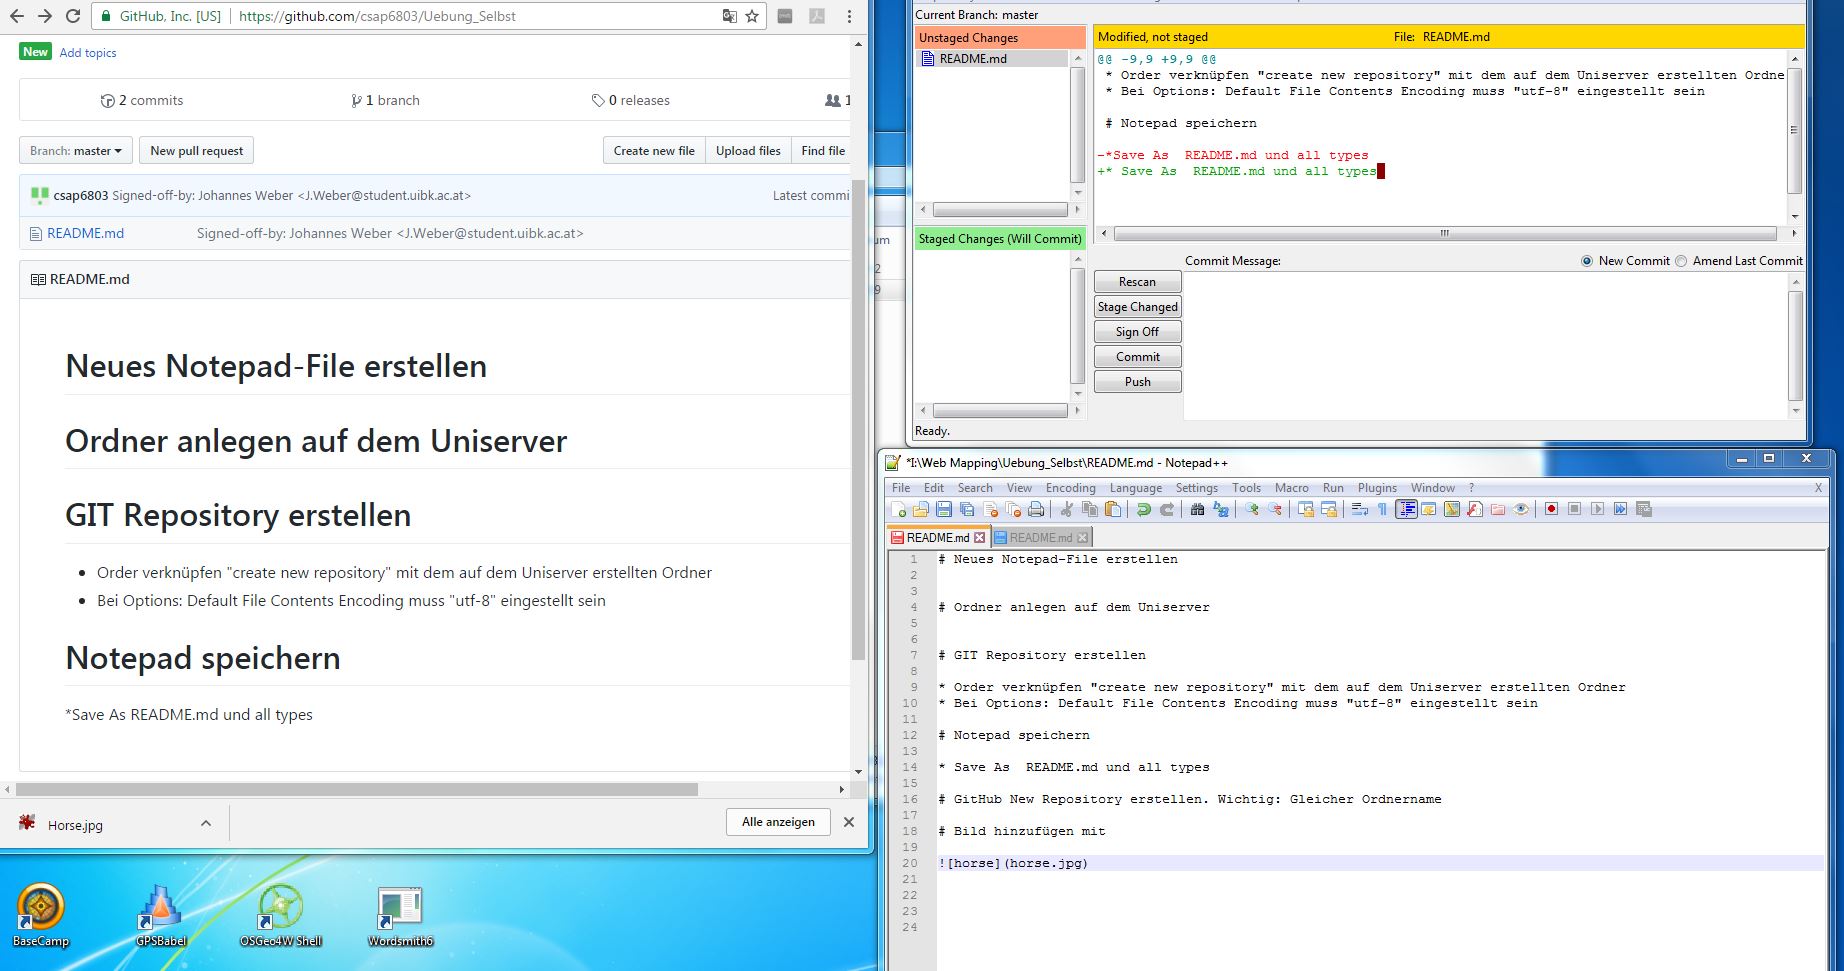 GitHub, Inc. [US]
https://github.com/csap6803/Uebung_Selbst
New Add topics
2 commits
1 branch
0 releases
1
Branch: master
New pull request
Create new file
Upload files
Find file
csap6803 Signed-off-by: Johannes Weber <J.Weber@student.uibk.ac.at>
Latest commi
README.md
Signed-off-by: Johannes Weber <J.Weber@student.uibk.ac.at>
README.md
Neues Notepad-File erstellen
Ordner anlegen auf dem Uniserver
GIT Repository erstellen
Order verknüpfen "create new repository" mit dem auf dem Uniserver erstellten Ordner
Bei Options: Default File Contents Encoding muss "utf-8" eingestellt sein
Notepad speichern
*Save As README.md und all types
Horse.jpg
Alle anzeigen
BaseCamp
GPSBabel
OSGeo4W Shell
Wordsmith6
um
2
9
Current Branch: master
Unstaged Changes
README.md
Staged Changes (Will Commit)
Modified, not staged
File: README.md
@@ -9,9 +9,9 @@
* Order verknüpfen "create new repository" mit dem auf dem Uniserver erstellten Ordne
* Bei Options: Default File Contents Encoding muss "utf-8" eingestellt sein
# Notepad speichern
-*Save As  README.md und all types
+* Save As  README.md und all types
Commit Message:
New Commit
Amend Last Commit
Rescan
Stage Changed
Sign Off
Commit
Push
Ready.
*I:\Web Mapping\Uebung_Selbst\README.md - Notepad++
File Edit Search View Encoding Language Settings Tools Macro Run Plugins Window ? X
README.md
README.md
1 # Neues Notepad-File erstellen
2
3
4 # Ordner anlegen auf dem Uniserver
5
6
7 # GIT Repository erstellen
8
9 * Order verknüpfen "create new repository" mit dem auf dem Uniserver erstellten Ordner
10 * Bei Options: Default File Contents Encoding muss "utf-8" eingestellt sein
11
12 # Notepad speichern
13
14 * Save As  README.md und all types
15
16 # GitHub New Repository erstellen. Wichtig: Gleicher Ordnername
17
18 # Bild hinzufügen mit
19
20 ![horse](horse.jpg)
21
22
23
24